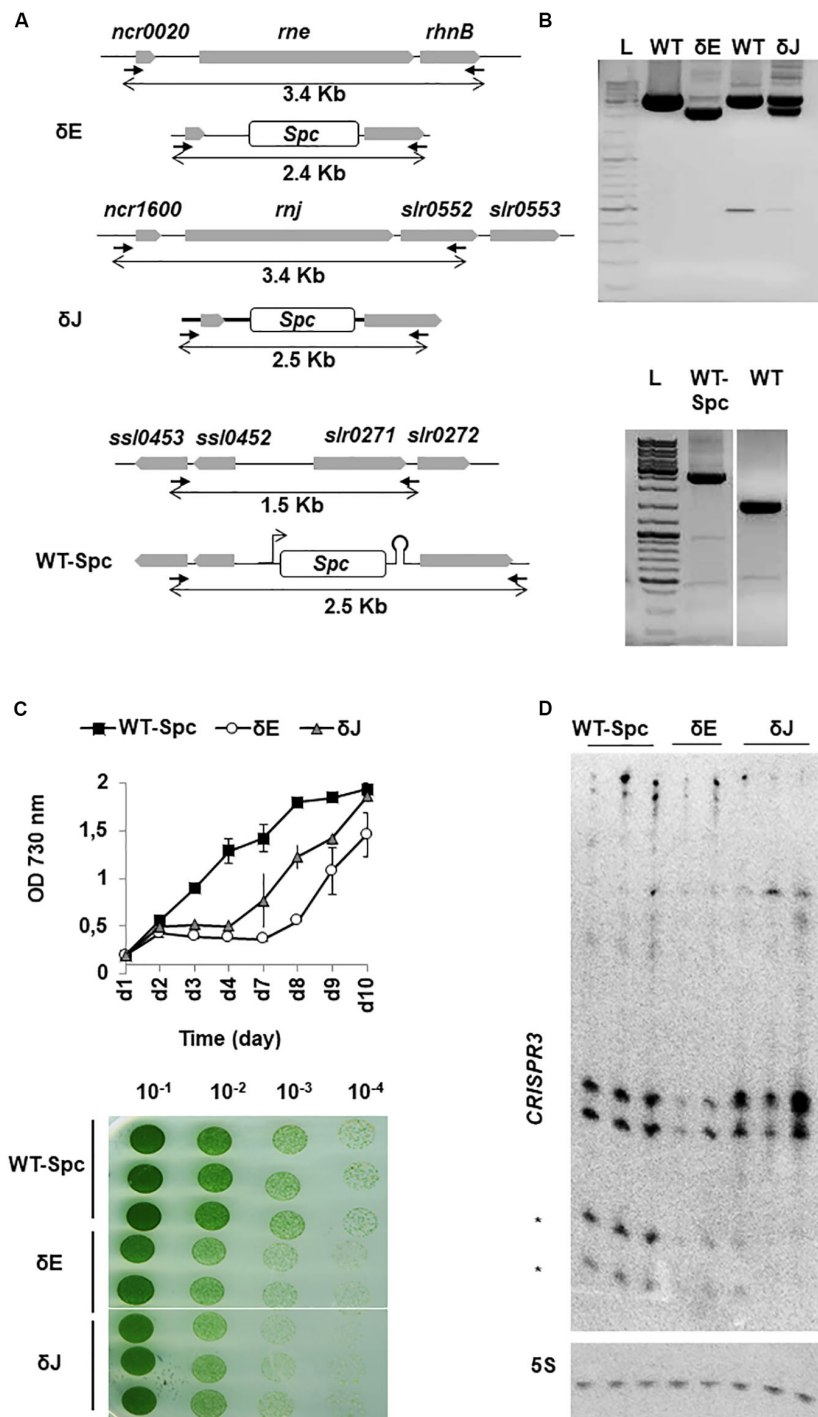 A
ncr0020 rne rhnB
3.4 Kb
δE
Spc
2.4 Kb
ncr1600 rnj slr0552 slr0553
3.4 Kb
δJ
Spc
2.5 Kb
ssl0453 ssl0452 slr0271 slr0272
1.5 Kb
WT-Spc
Spc
2.5 Kb
B
L WT δE WT δJ
L WT-Spc WT
C
WT-Spc δE δJ
OD 730 nm
2
1,5
1
0,5
0
d1 d2 d3 d4 d7 d8 d9 d10
Time (day)
10-1 10-2 10-3 10-4
WT-Spc
δE
δJ
D
WT-Spc δE δJ
CRISPR3
*
*
5S